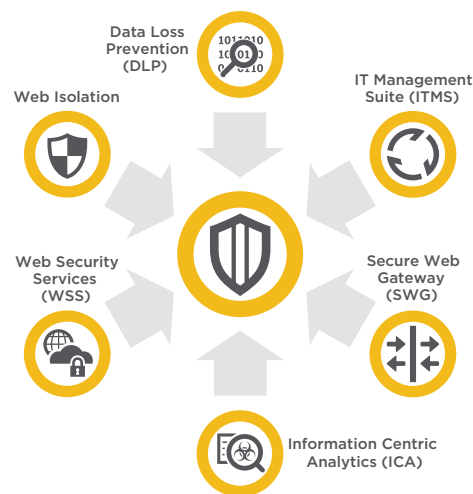 Data Loss
Prevention
(DLP)
1011010
Web Isolation
IT Management
Suite (ITMS)
Web Security
Services
(WSS)
Secure Web
Gateway
(SWG)
Information Centric
Analytics (ICA)